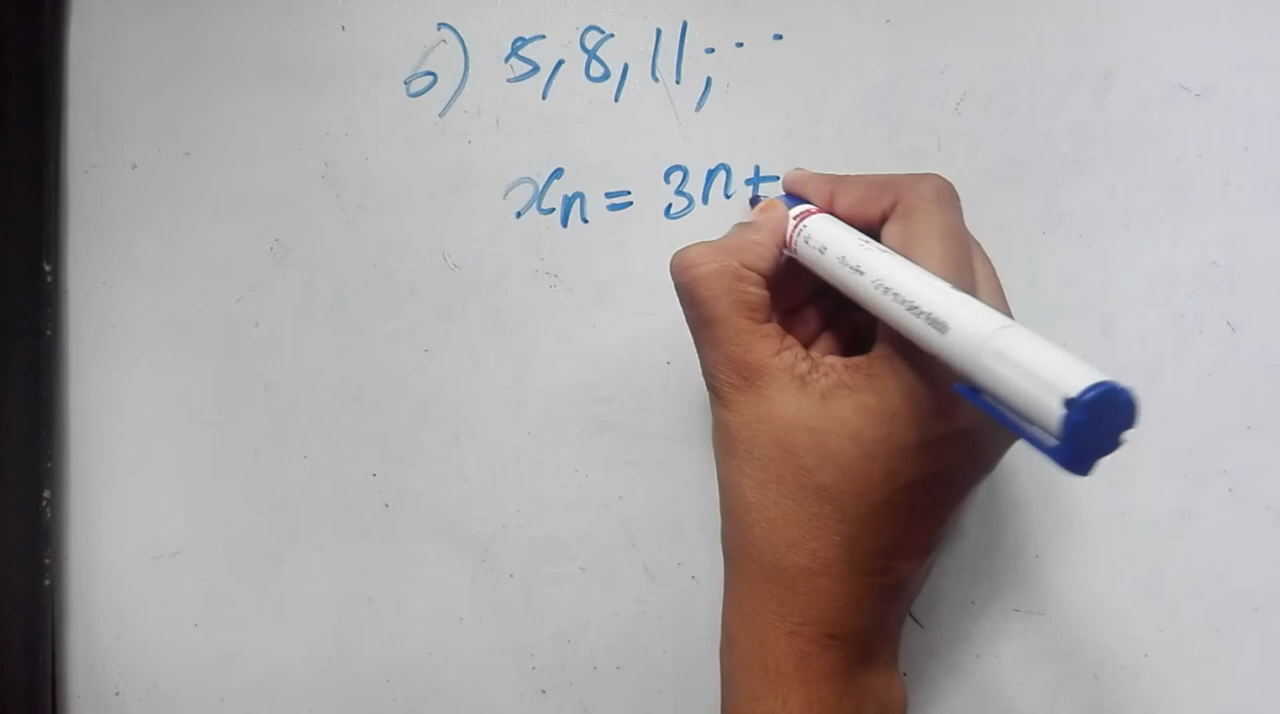 б) 5, 8, 11; ...
xₙ = 3n +